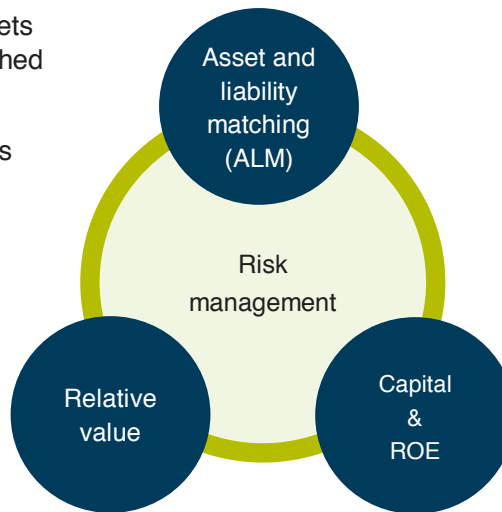 Asset and
liability
matching
(ALM)
Risk
management
Relative
value
Capital
&
ROE